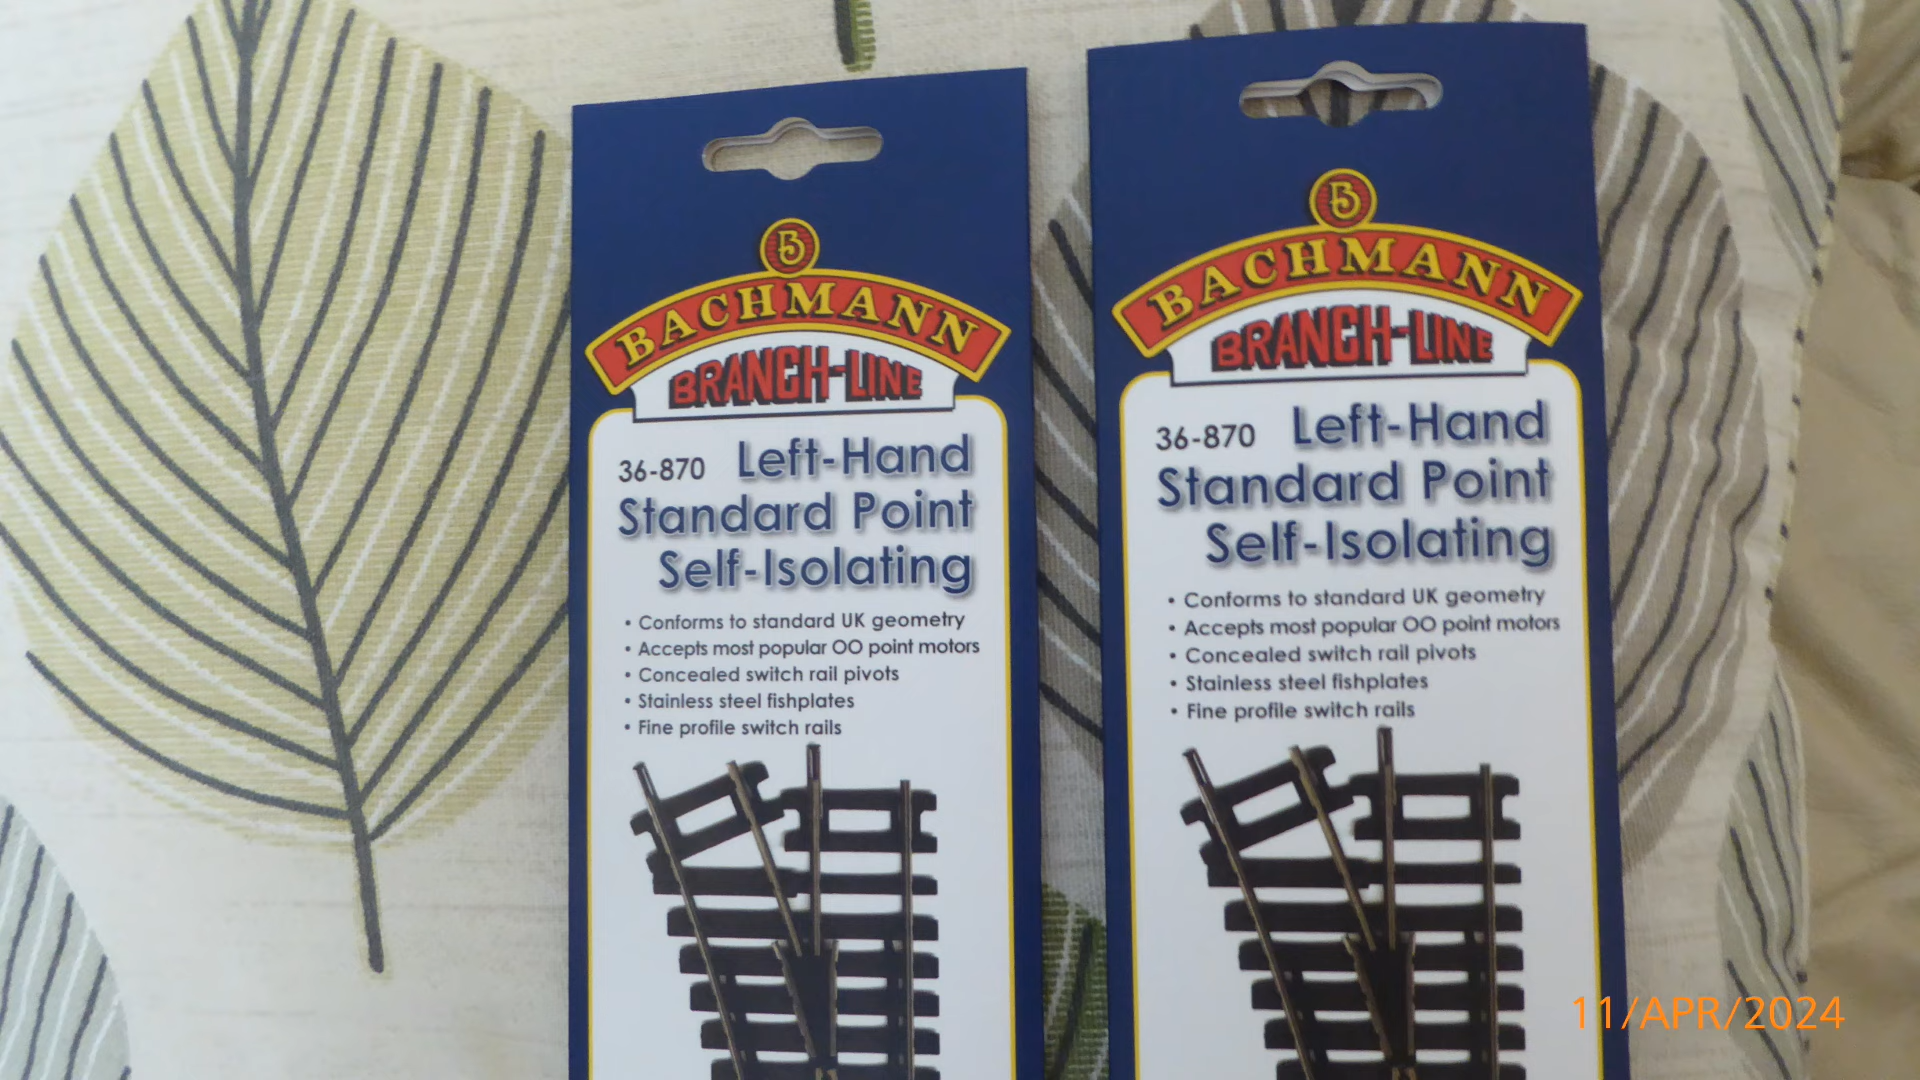 B
BACHMANN
BRANCH-LINE
36-870 Left-Hand
Standard Point
Self-Isolating
• Conforms to standard UK geometry
• Accepts most popular OO point motors
• Concealed switch rail pivots
• Stainless steel fishplates
• Fine profile switch rails
B
BACHMANN
BRANCH-LINE
36-870 Left-Hand
Standard Point
Self-Isolating
• Conforms to standard UK geometry
• Accepts most popular OO point motors
• Concealed switch rail pivots
• Stainless steel fishplates
• Fine profile switch rails
11/APR/2024